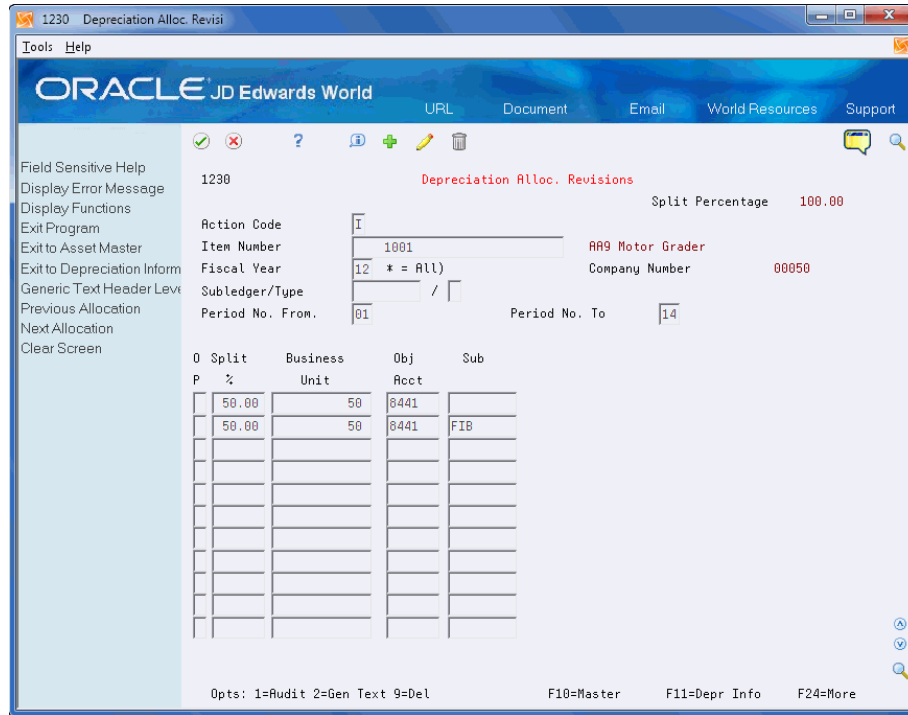 1230 Depreciation Alloc. Revisi
Tools Help
ORACLE JD Edwards World
URL Document Email World Resources Support
Field Sensitive Help
Display Error Message
Display Functions
Exit Program
Exit to Asset Master
Exit to Depreciation Inform
Generic Text Header Leve
Previous Allocation
Next Allocation
Clear Screen
1230 Depreciation Alloc. Revisions
Split Percentage 100.00
Action Code I
Item Number 1001 AA9 Motor Grader
Fiscal Year 12 * = All) Company Number 00050
Subledger/Type /
Period No. From. 01 Period No. To 14
O Split Business Obj Sub
P % Unit Acct
50.00 50 8441
50.00 50 8441 FIB
Opts: 1=Audit 2=Gen Text 9=Del F10=Master F11=Depr Info F24=More